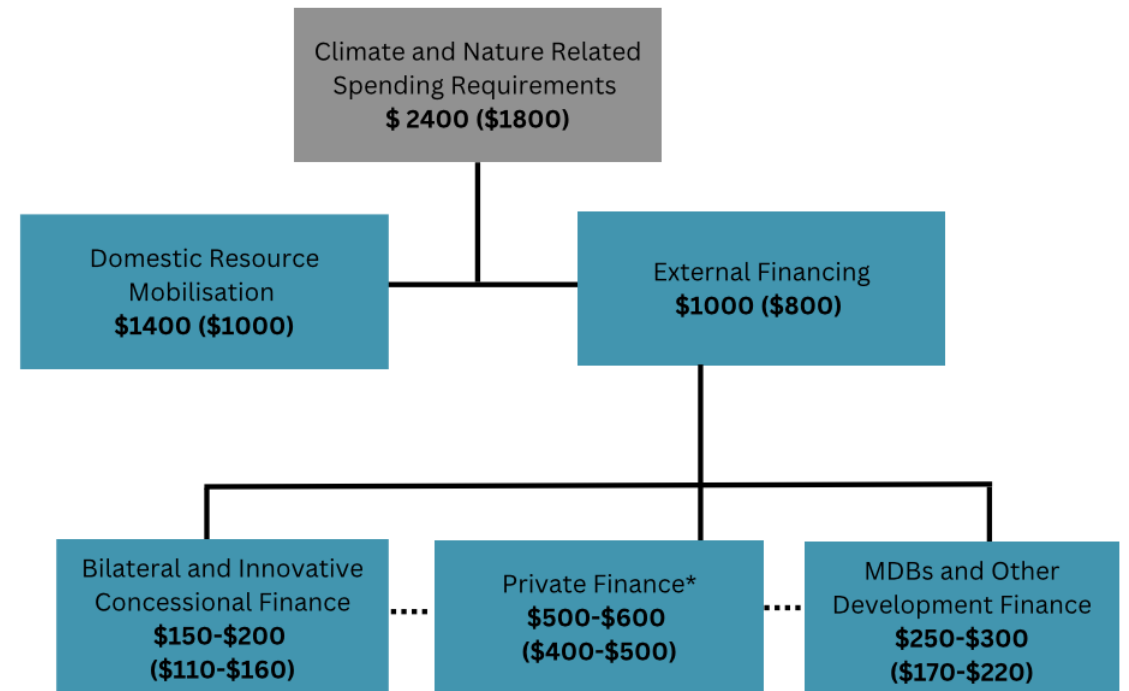 Climate and Nature Related
Spending Requirements
$ 2400 ($1800)
Domestic Resource
Mobilisation
$1400 ($1000)
External Financing
$1000 ($800)
Bilateral and Innovative
Concessional Finance
$150-$200
($110-$160)
Private Finance*
$500-$600
($400-$500)
MDBs and Other
Development Finance
$250-$300
($170-$220)